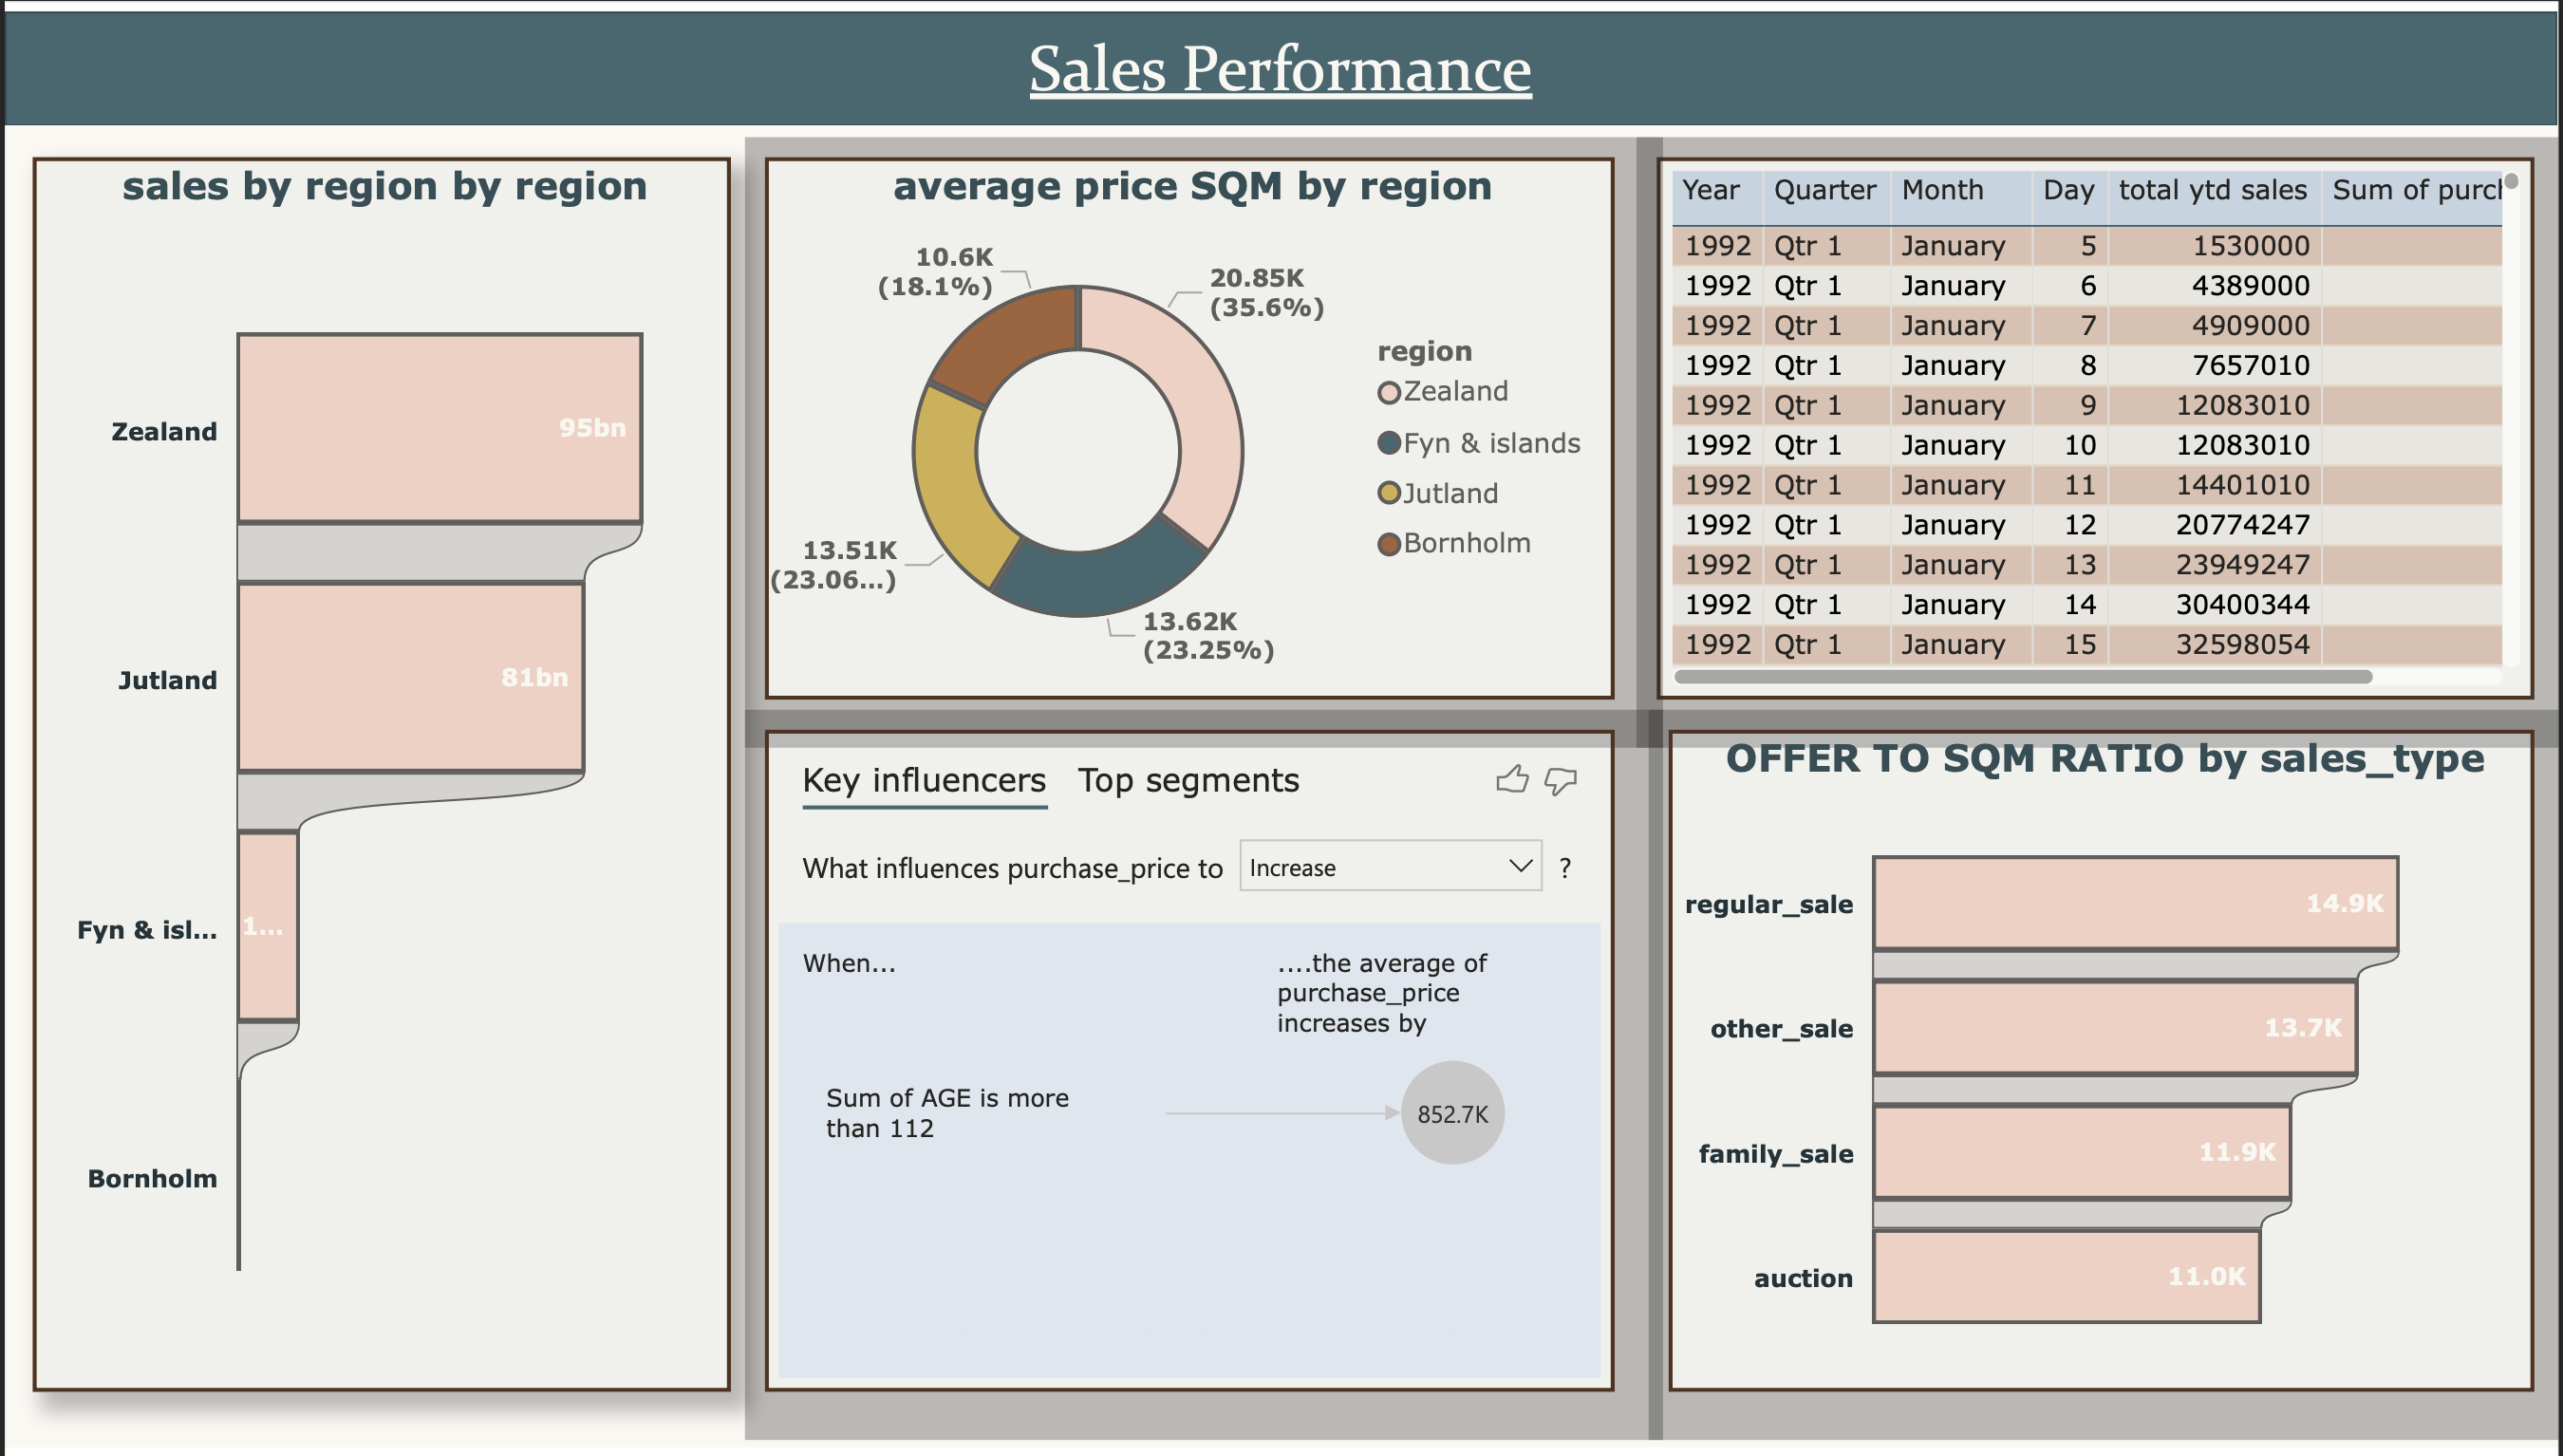 Sales Performance
sales by region by region
Zealand
95bn
Jutland
81bn
Fyn & isl...
1...
Bornholm
average price SQM by region
10.6K
(18.1%)
20.85K
(35.6%)
13.51K
(23.06...)
13.62K
(23.25%)
region
Zealand
Fyn & islands
Jutland
Bornholm
Year Quarter Month Day total ytd sales Sum of purch
1992 Qtr 1 January 5 1530000
1992 Qtr 1 January 6 4389000
1992 Qtr 1 January 7 4909000
1992 Qtr 1 January 8 7657010
1992 Qtr 1 January 9 12083010
1992 Qtr 1 January 10 12083010
1992 Qtr 1 January 11 14401010
1992 Qtr 1 January 12 20774247
1992 Qtr 1 January 13 23949247
1992 Qtr 1 January 14 30400344
1992 Qtr 1 January 15 32598054
Key influencers Top segments
What influences purchase_price to Increase ?
When...
....the average of
purchase_price
increases by
Sum of AGE is more
than 112
852.7K
OFFER TO SQM RATIO by sales_type
regular_sale
14.9K
other_sale
13.7K
family_sale
11.9K
auction
11.0K